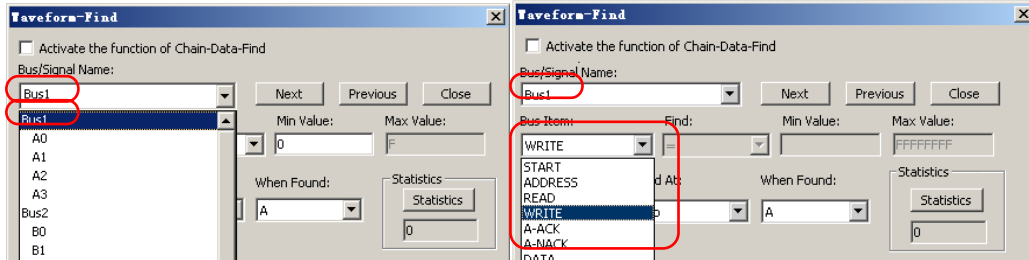 Waveform-Find
Activate the function of Chain-Data-Find
Bus/Signal Name:
Bus1
Next
Previous
Close
Bus1
A0
A1
A2
A3
Bus2
B0
B1
Min Value:
Max Value:
0
F
When Found:
A
Statistics
Statistics
0
Waveform-Find
Activate the function of Chain-Data-Find
Bus/Signal Name:
Bus1
Next
Previous
Close
Bus Item:
Find:
Min Value:
Max Value:
WRITE
=
FFFFFFFF
START
ADDRESS
READ
WRITE
A-ACK
A-NACK
DATA
d At:
When Found:
A
Statistics
Statistics
0